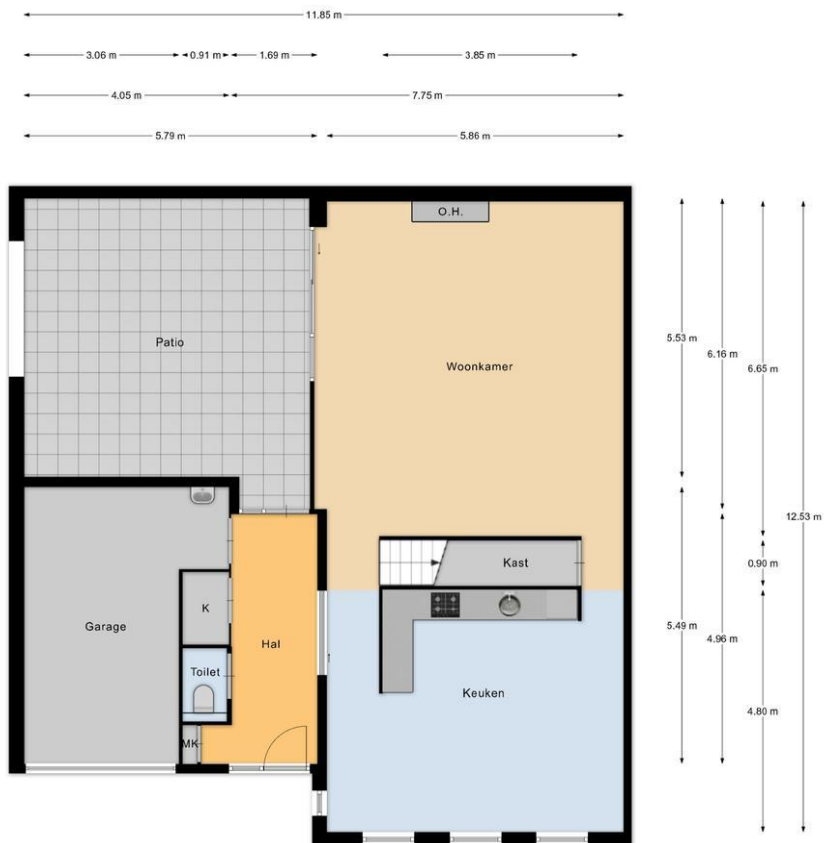 11.85 m
3.06 m 0.91 m 1.69 m 3.85 m
4.05 m 7.75 m
5.79 m 5.86 m
O.H.
Patio
Woonkamer
5.53 m
6.16 m
6.65 m
12.53 m
Kast
0.90 m
K
Garage
Hal
5.49 m
4.96 m
Toilet
Keuken
4.80 m
MK